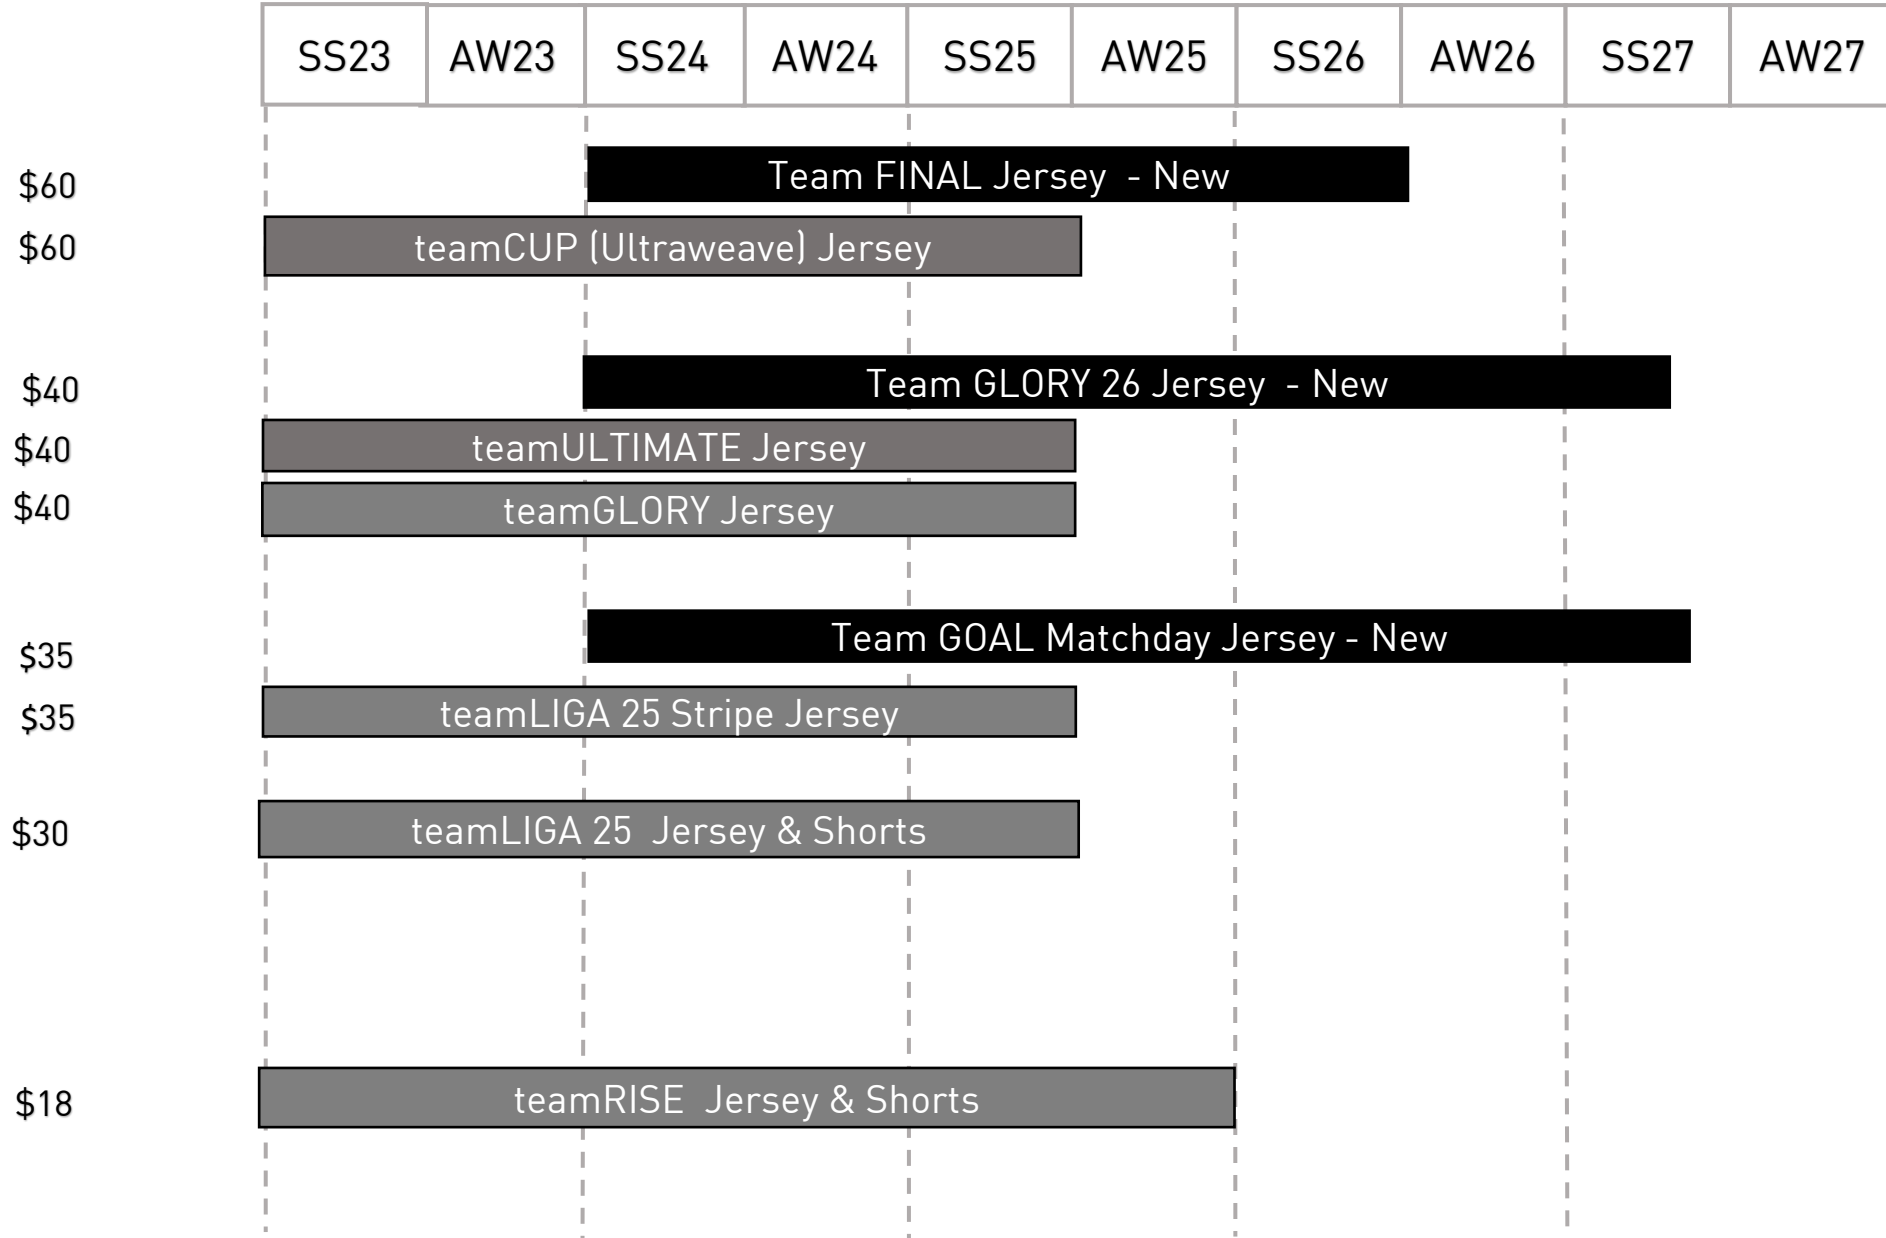 SS23 AW23 SS24 AW24 SS25 AW25 SS26 AW26 SS27 AW27
$60 Team FINAL Jersey - New
$60 teamCUP (Ultraweave) Jersey
$40 Team GLORY 26 Jersey - New
$40 teamULTIMATE Jersey
$40 teamGLORY Jersey
$35 Team GOAL Matchday Jersey - New
$35 teamLIGA 25 Stripe Jersey
$30 teamLIGA 25 Jersey & Shorts
$18 teamRISE Jersey & Shorts